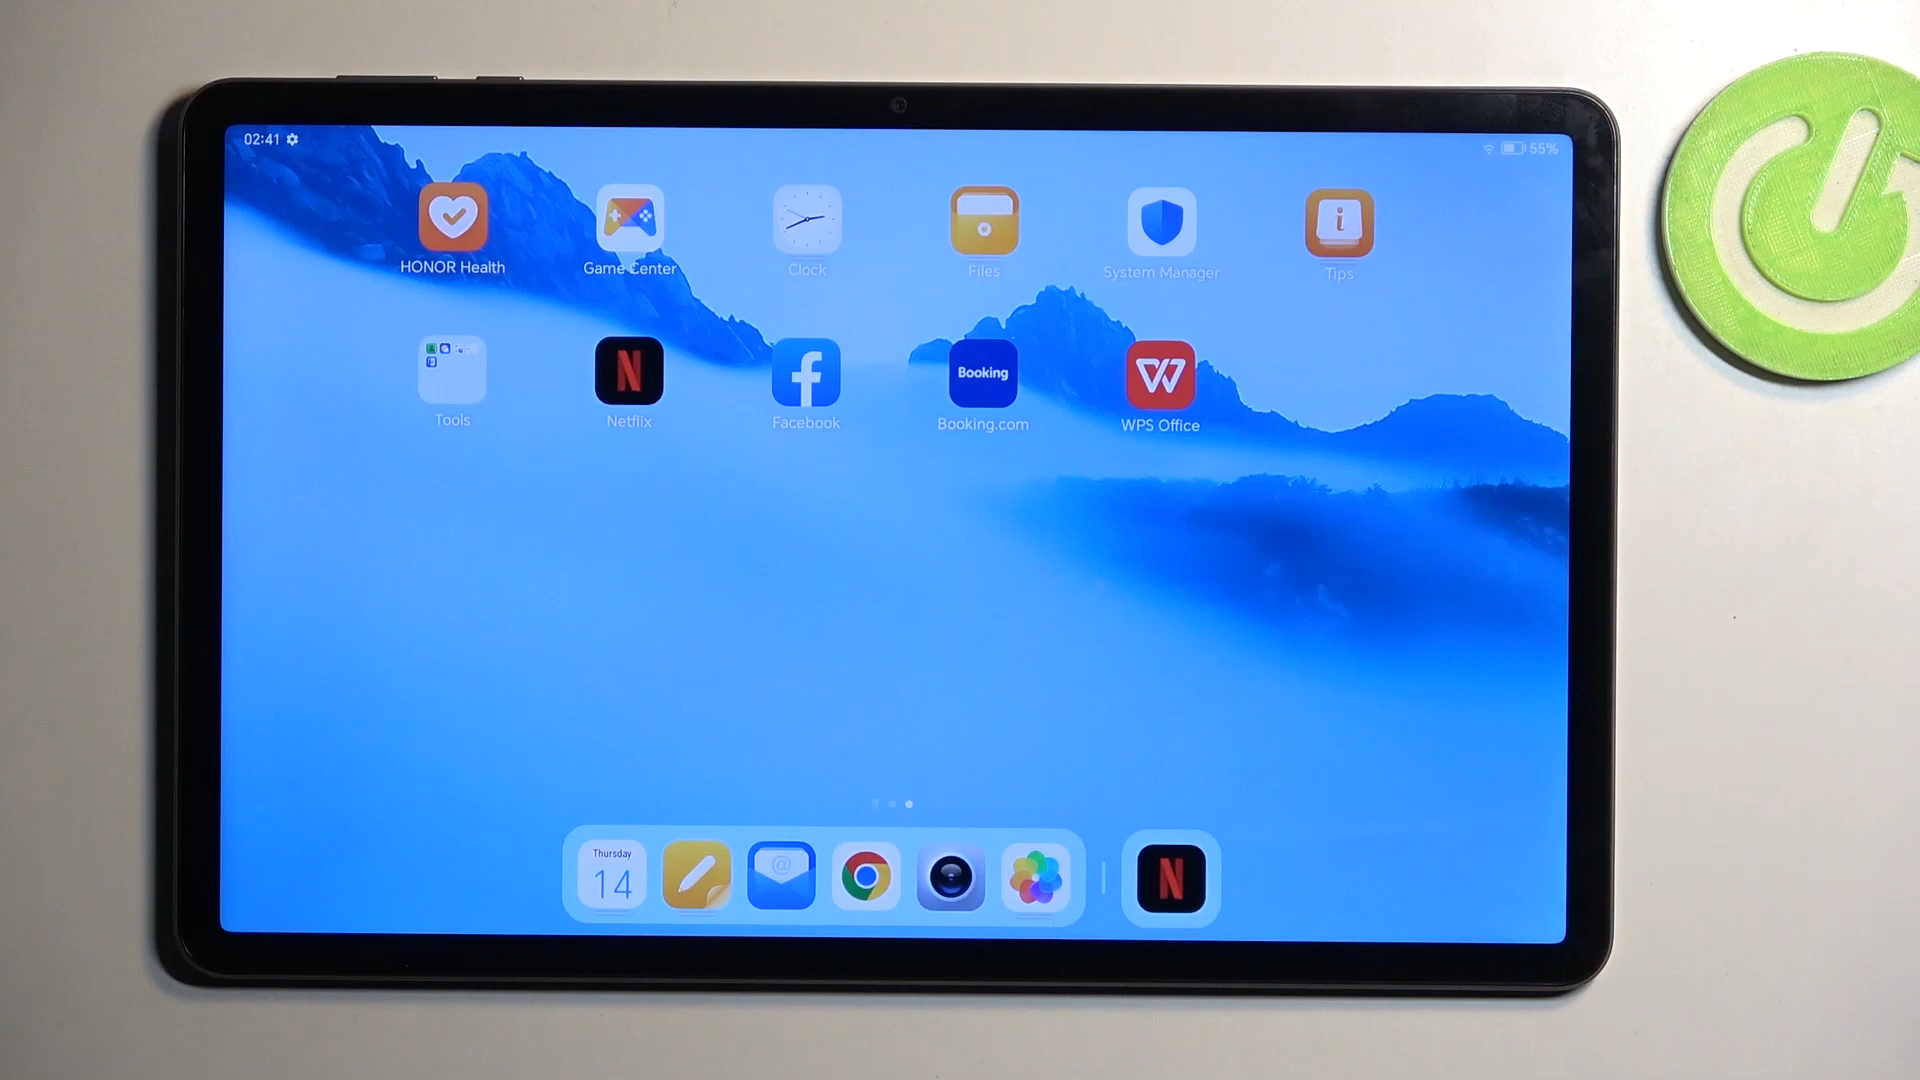 02:41
55%
HONOR Health
Game Center
Clock
Files
System Manager
Tips
Tools
N
Netflix
f
Facebook
Booking
Booking.com
W
WPS Office
Thursday
14
@
N